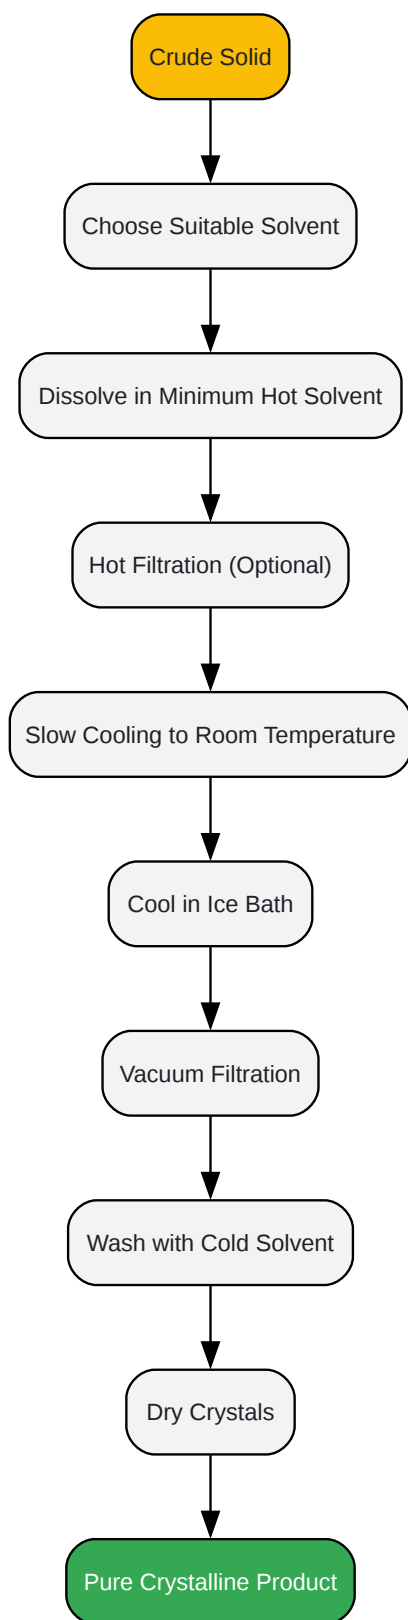 Crude Solid
Choose Suitable Solvent
Dissolve in Minimum Hot Solvent
Hot Filtration (Optional)
Slow Cooling to Room Temperature
Cool in Ice Bath
Vacuum Filtration
Wash with Cold Solvent
Dry Crystals
Pure Crystalline Product